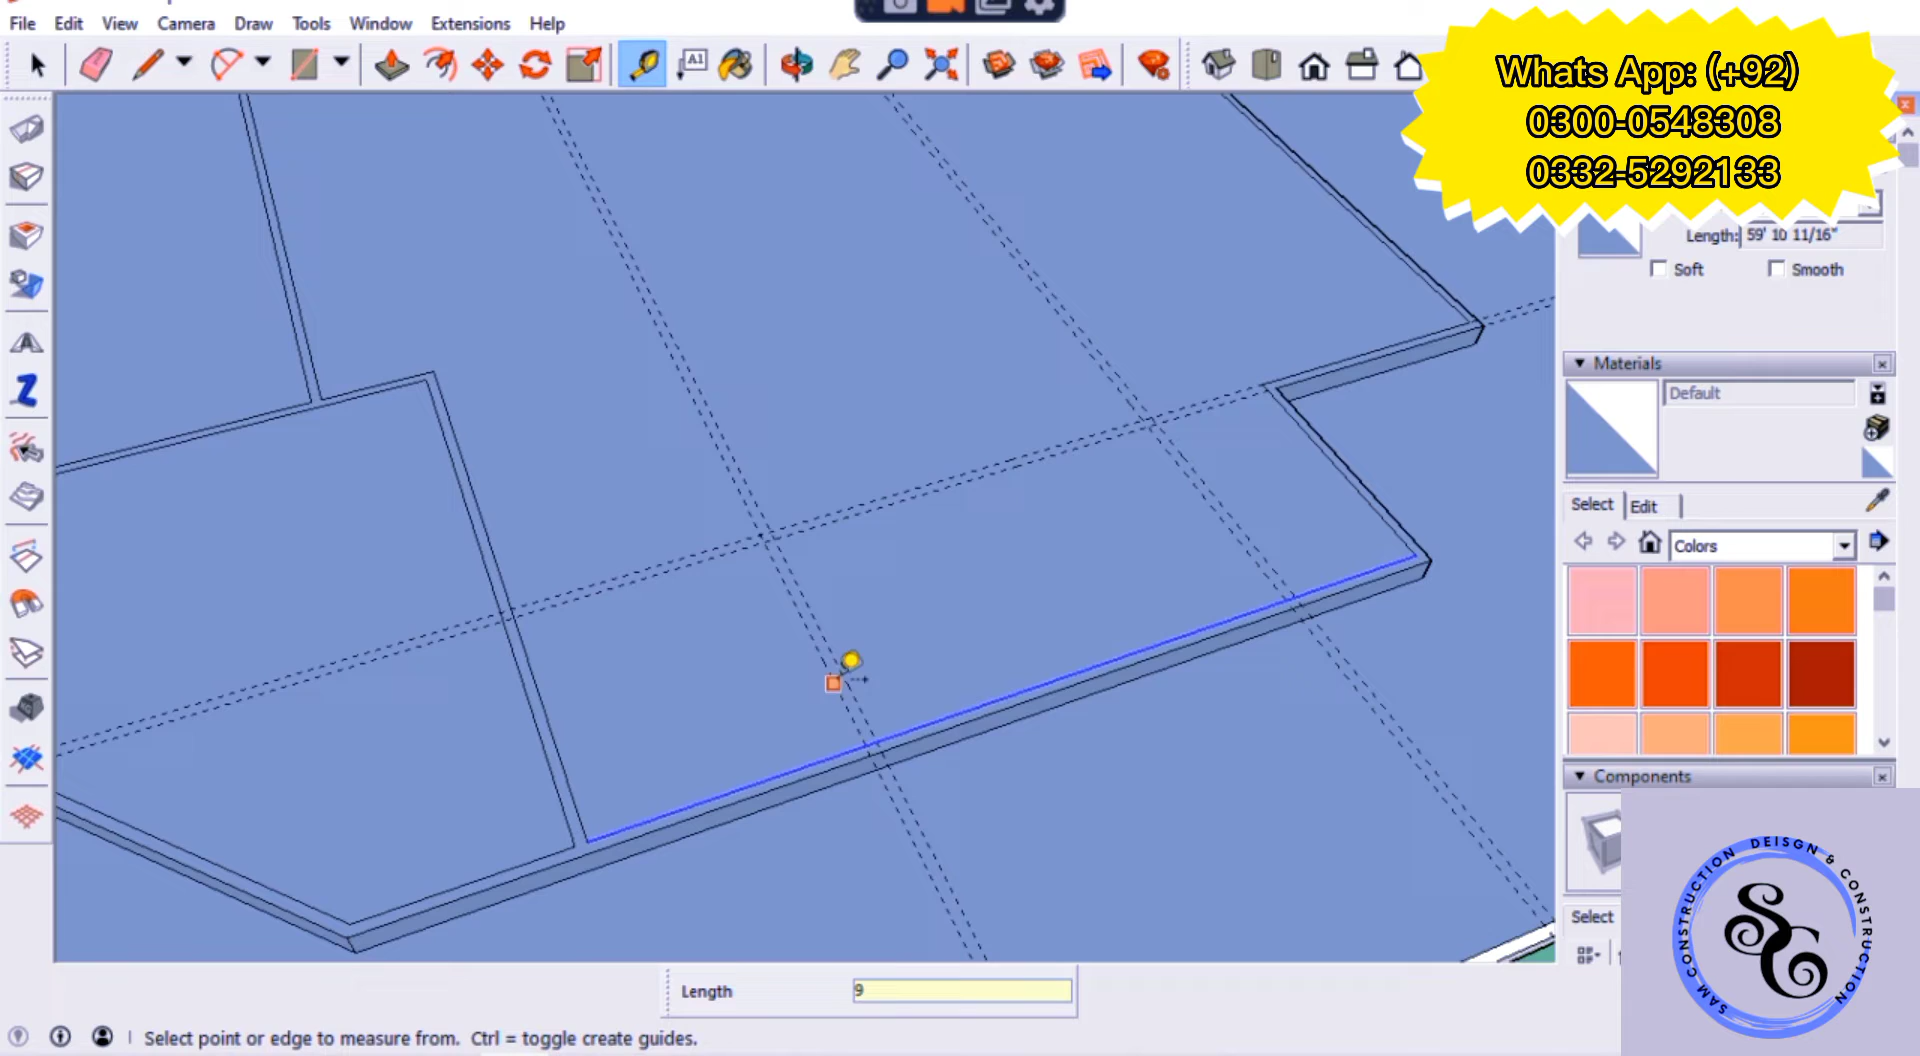 File Edit View Camera Draw Tools Window Extensions Help
Whats App: (+92)
0300-0548308
0332-5292133
A1
Length: 59' 10 11/16"
Soft Smooth
Materials
Default
Select Edit
Colors
Components
Select
SAM CONSTRUCTION DEISGN & CONSTRUCTION
SC
Length 9
Select point or edge to measure from. Ctrl = toggle create guides.